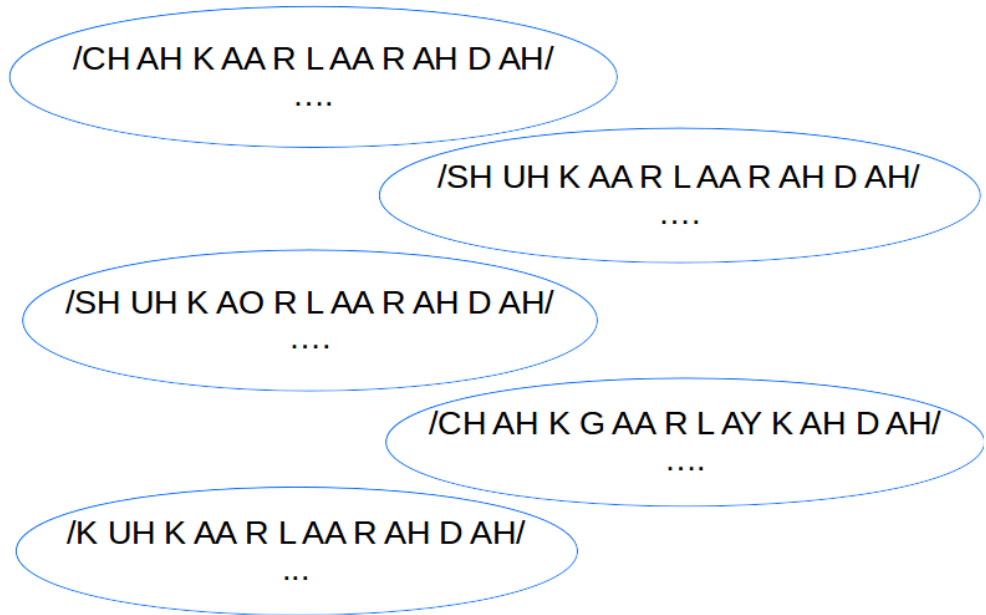 /CH AH K AA R L AA R AH D AH/
....
/SH UH K AA R L AA R AH D AH/
....
/SH UH K AO R L AA R AH D AH/
....
/CH AH K G AA R L AY K AH D AH/
....
/K UH K AA R L AA R AH D AH/
...